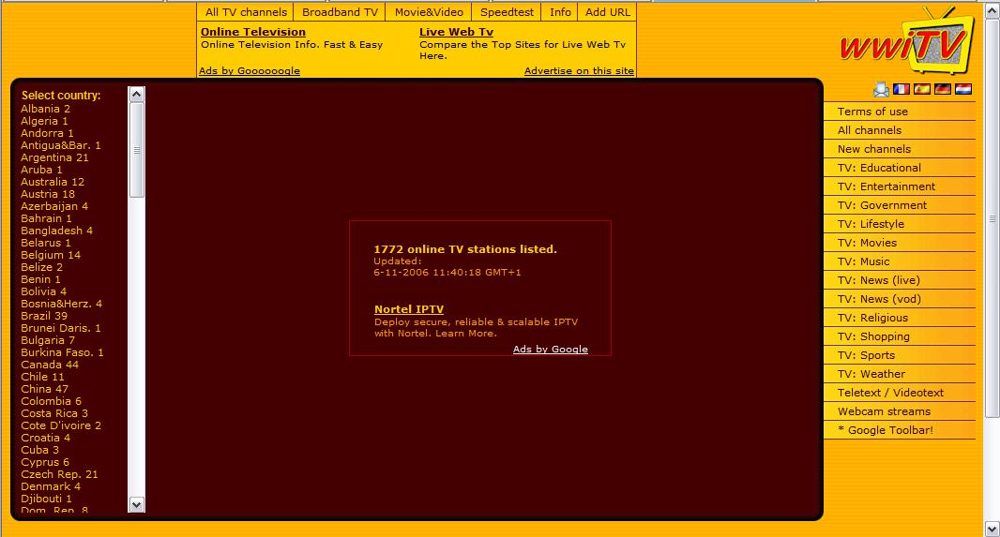 All TV channels
Broadband TV
Movie&Video
Speedtest
Info
Add URL
Online Television
Online Television Info. Fast & Easy
Live Web Tv
Compare the Top Sites for Live Web Tv
Here.
Ads by Goooooogle
Advertise on this site
wwiTV
Select country:
Albania 2
Algeria 1
Andorra 1
Antigua&Bar. 1
Argentina 21
Aruba 1
Australia 12
Austria 18
Azerbaijan 4
Bahrain 1
Bangladesh 4
Belarus 1
Belgium 14
Belize 2
Benin 1
Bolivia 4
Bosnia&Herz. 4
Brazil 39
Brunei Daris. 1
Bulgaria 7
Burkina Faso. 1
Canada 44
Chile 11
China 47
Colombia 6
Costa Rica 3
Cote D'ivoire 2
Croatia 4
Cuba 3
Cyprus 6
Czech Rep. 21
Denmark 4
Djibouti 1
Dom. Rep. 8
1772 online TV stations listed.
Updated:
6-11-2006 11:40:18 GMT+1
Nortel IPTV
Deploy secure, reliable & scalable IPTV
with Nortel. Learn More.
Ads by Google
Terms of use
All channels
New channels
TV: Educational
TV: Entertainment
TV: Government
TV: Lifestyle
TV: Movies
TV: Music
TV: News (live)
TV: News (vod)
TV: Religious
TV: Shopping
TV: Sports
TV: Weather
Teletext / Videotext
Webcam streams
* Google Toolbar!